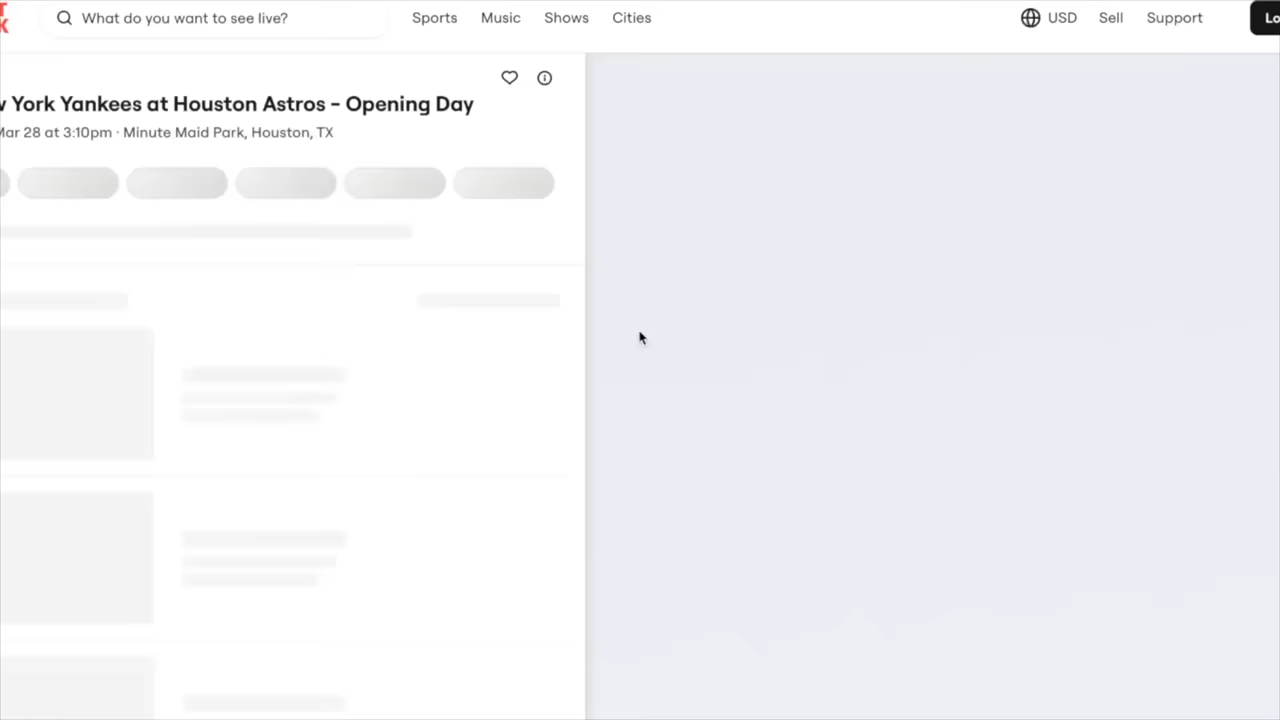 What do you want to see live?
Sports
Music
Shows
Cities
USD
Sell
Support
Lo
w York Yankees at Houston Astros – Opening Day
Mar 28 at 3:10pm · Minute Maid Park, Houston, TX